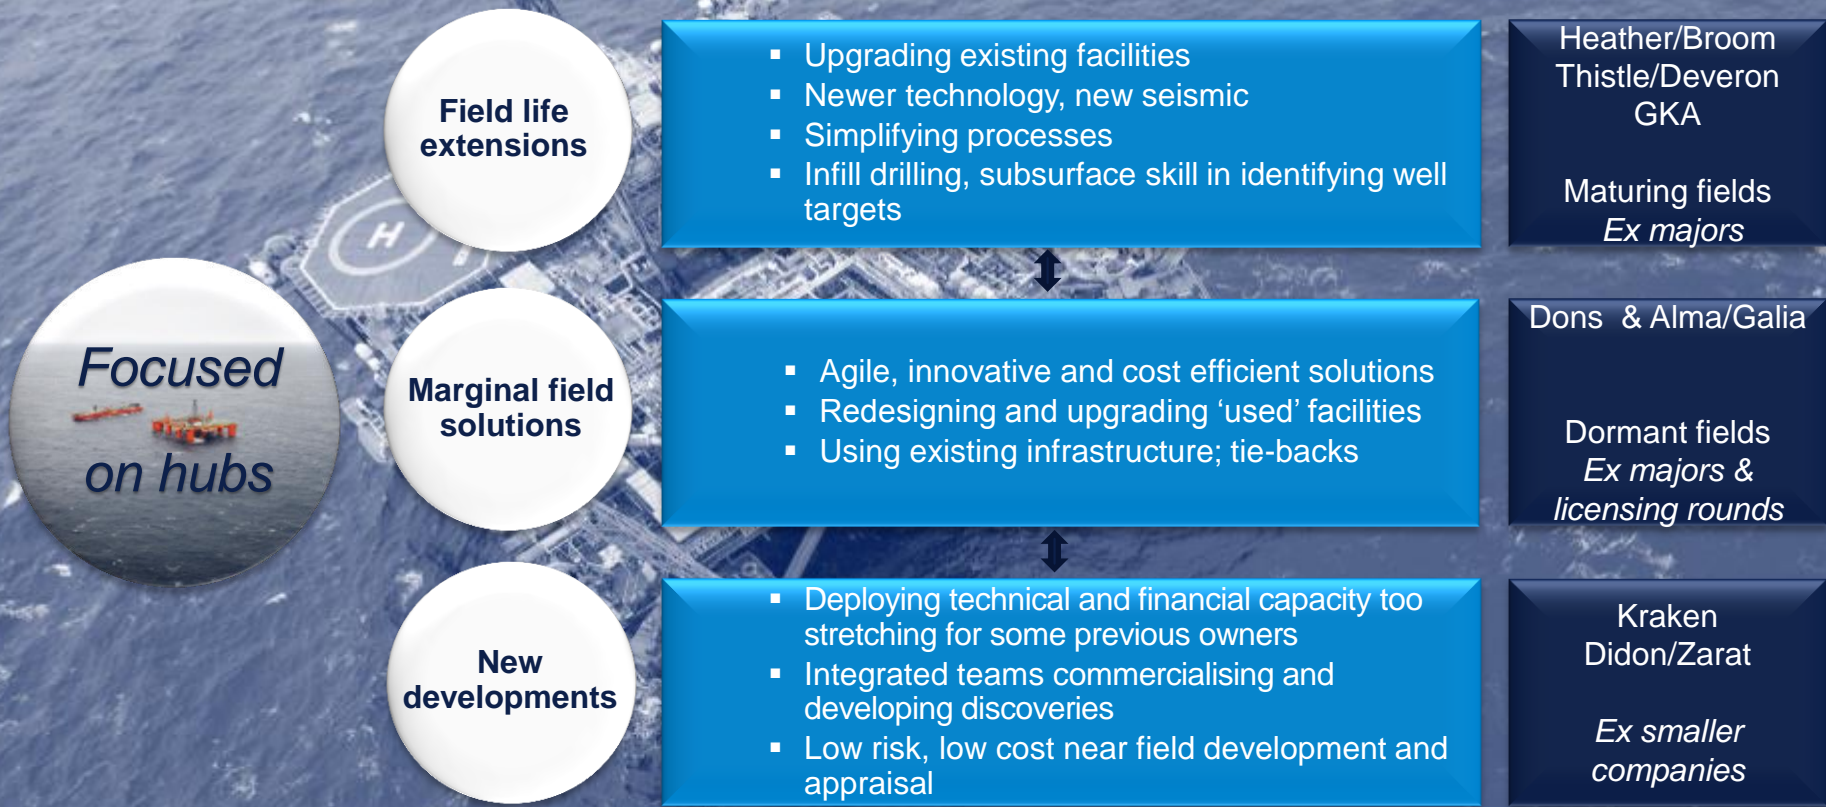 Focused
on hubs
Field life
extensions
▪ Upgrading existing facilities
▪ Newer technology, new seismic
▪ Simplifying processes
▪ Infill drilling, subsurface skill in identifying well
targets
Heather/Broom
Thistle/Deveron
GKA
Maturing fields
Ex majors
Marginal field
solutions
▪ Agile, innovative and cost efficient solutions
▪ Redesigning and upgrading ‘used’ facilities
▪ Using existing infrastructure; tie-backs
Dons & Alma/Galia
Dormant fields
Ex majors &
licensing rounds
New
developments
▪ Deploying technical and financial capacity too
stretching for some previous owners
▪ Integrated teams commercialising and
developing discoveries
▪ Low risk, low cost near field development and
appraisal
Kraken
Didon/Zarat
Ex smaller
companies
H